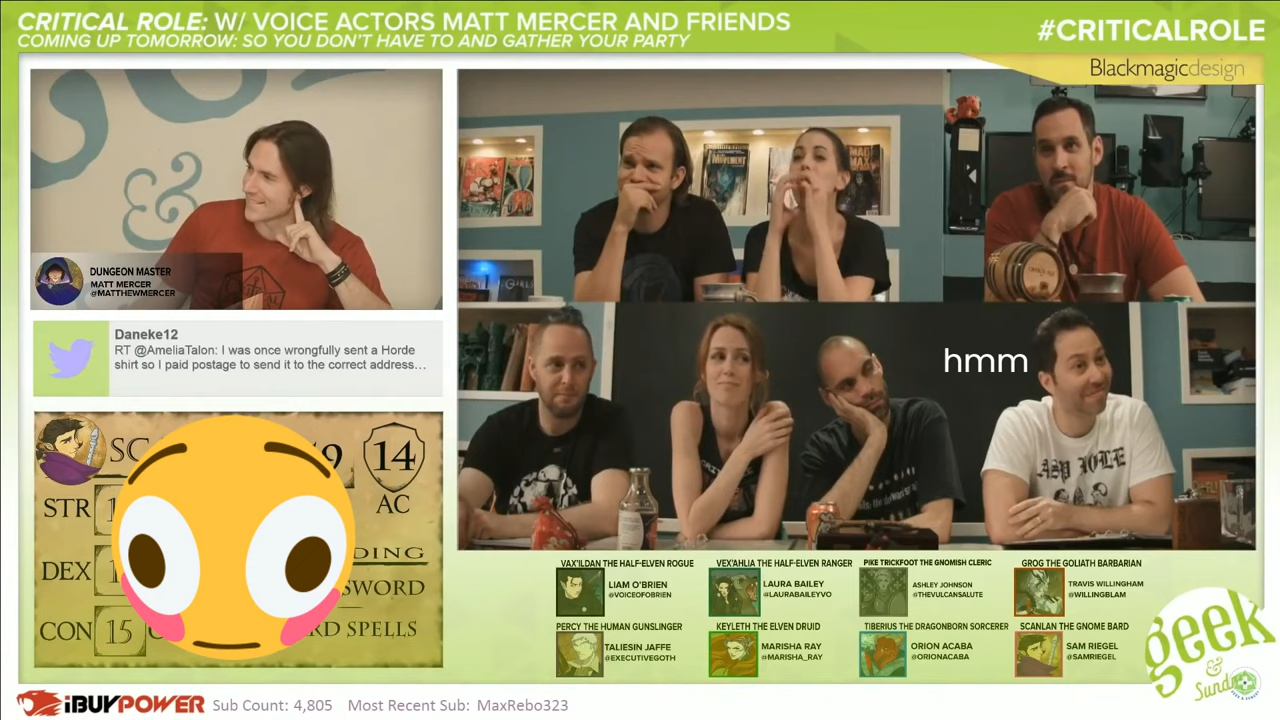 CRITICAL ROLE: W/ VOICE ACTORS MATT MERCER AND FRIENDS
COMING UP TOMORROW: SO YOU DON'T HAVE TO AND GATHER YOUR PARTY
#CRITICALROLE
Blackmagicdesign
DUNGEON MASTER
MATT MERCER
@MATTHEWMERCER
Daneke12
RT @AmeliaTalon: I was once wrongfully sent a Horde
shirt so I paid postage to send it to the correct address...
hmm
14
AC
STR
DEX
CON 15
SPELLS
VAX'ILDAN THE HALF-ELVEN ROGUE
LIAM O'BRIEN
@VOICEOFOBRIEN
VEX'AHLIA THE HALF-ELVEN RANGER
LAURA BAILEY
@LAURABAILEYVO
PIKE TRICKFOOT THE GNOMISH CLERIC
ASHLEY JOHNSON
@THEVULCANSALUTE
GROG THE GOLIATH BARBARIAN
TRAVIS WILLINGHAM
@WILLINGBLAM
PERCY THE HUMAN GUNSLINGER
TALIESIN JAFFE
@EXECUTIVEGOTH
KEYLETH THE ELVEN DRUID
MARISHA RAY
@MARISHA_RAY
TIBERIUS THE DRAGONBORN SORCERER
ORION ACABA
@ORIONACABA
SCANLAN THE GNOME BARD
SAM RIEGEL
@SAMRIEGEL
geek
&
iBUYPOWER
Sub Count: 4,805 Most Recent Sub: MaxRebo323